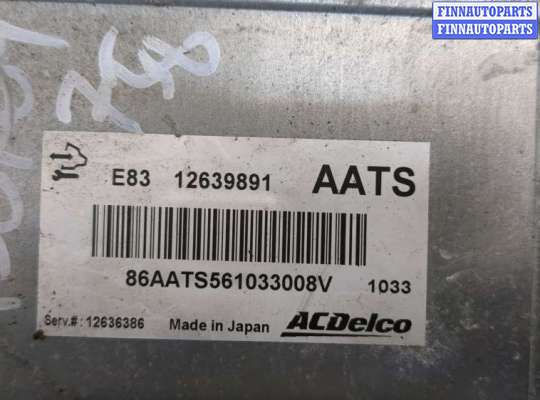 FINNAUTOPARTS
FINNAUTOPARTS
E83 12639891 AATS
86AATS561033008V 1033
Serv.#: 12636386 Made in Japan ACDelco